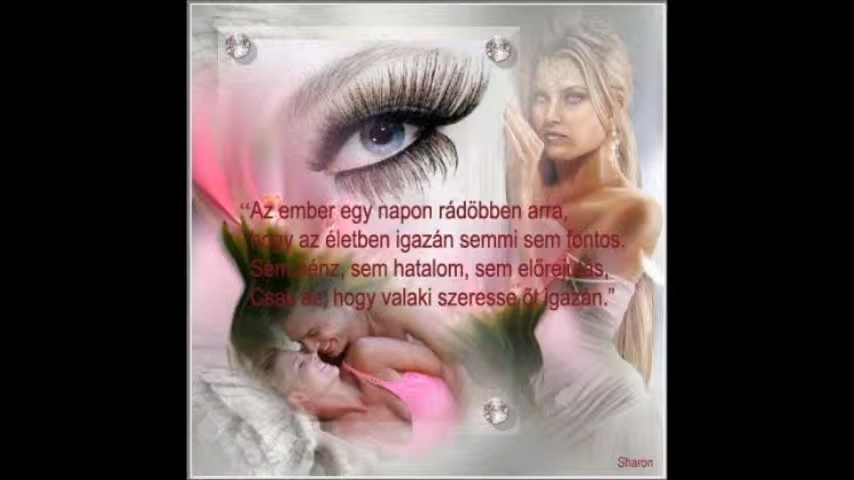 “Az ember egy napon rádöbben arra,
hogy az életben igazán semmi sem fontos.
Sem pénz, sem hatalom, sem előrejutás,
Csak az, hogy valaki szeresse őt igazán.”
Sharon